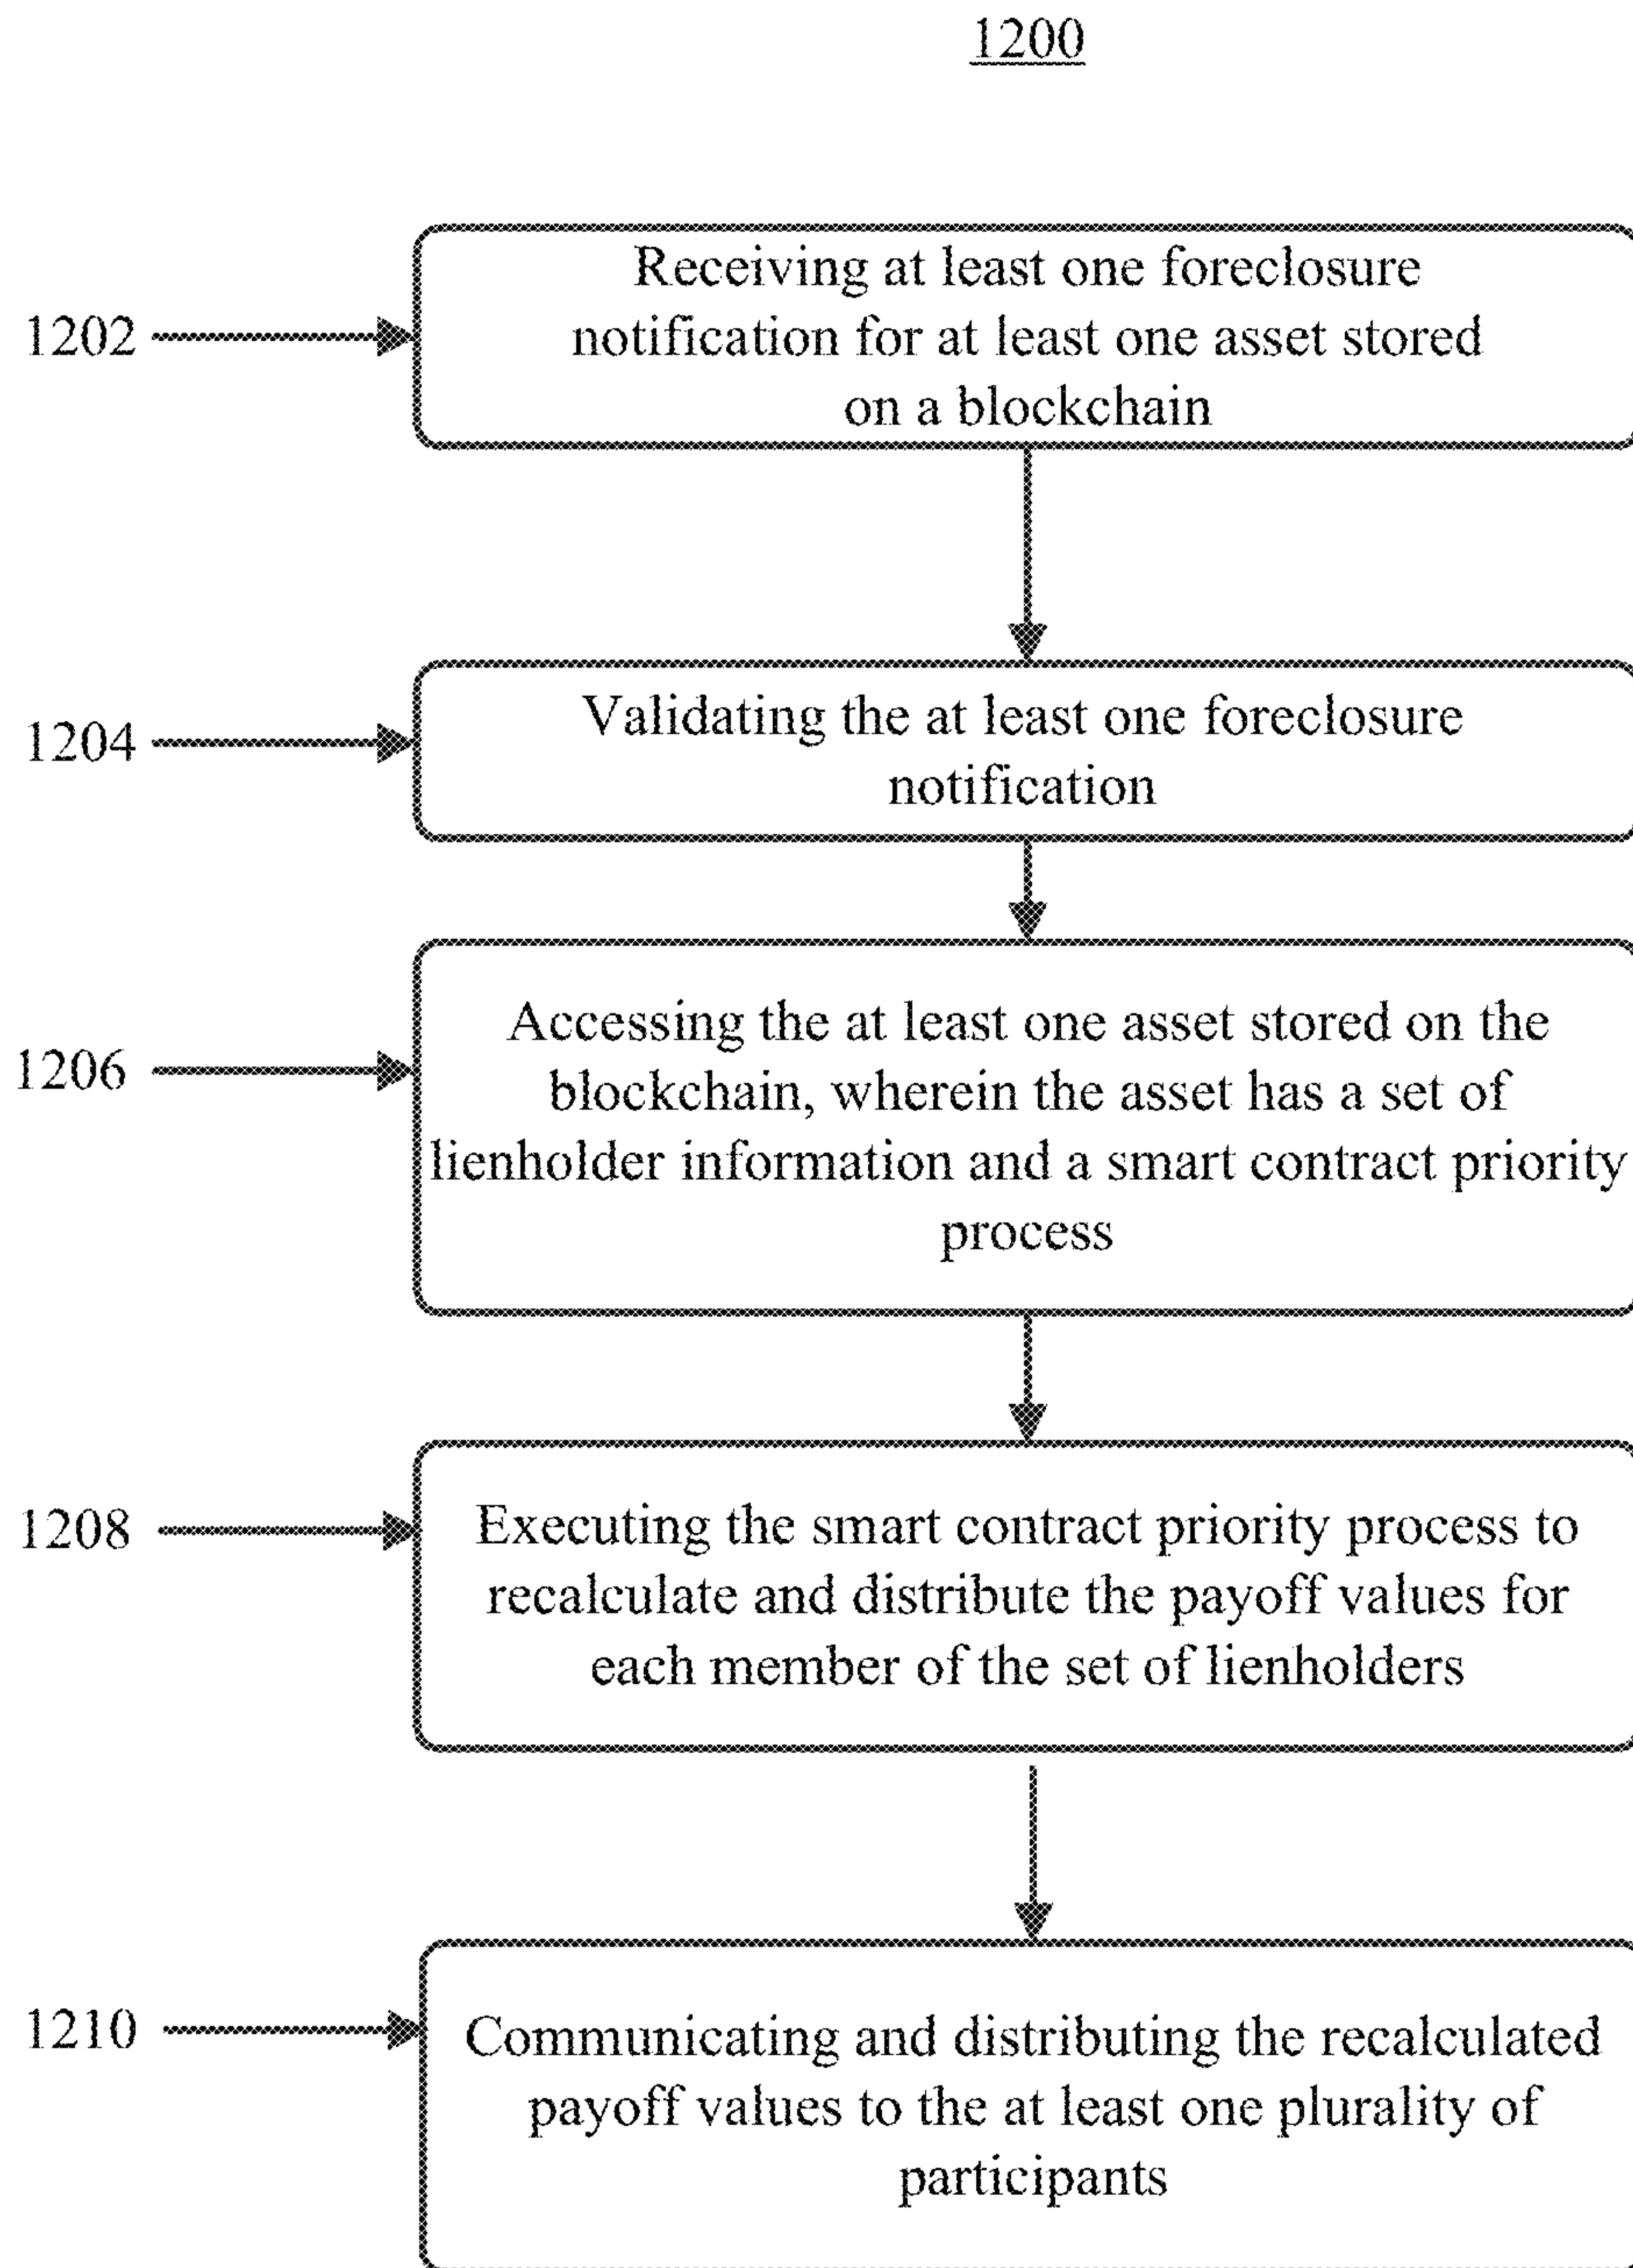 1200
1202
Receiving at least one foreclosure
notification for at least one asset stored
on a blockchain
1204
Validating the at least one foreclosure
notification
1206
Accessing the at least one asset stored on the
blockchain, wherein the asset has a set of
lienholder information and a smart contract priority
process
1208
Executing the smart contract priority process to
recalculate and distribute the payoff values for
each member of the set of lienholders
1210
Communicating and distributing the recalculated
payoff values to the at least one plurality of
participants